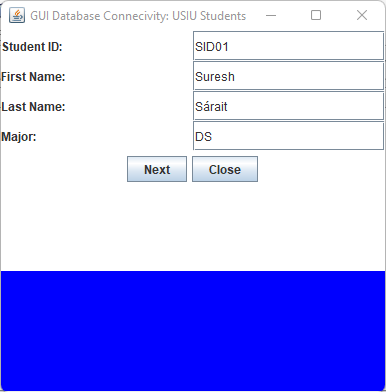 GUI Database Connecivity: USIU Students
Student ID: SID01
First Name: Suresh
Last Name: Sárait
Major: DS
Next Close